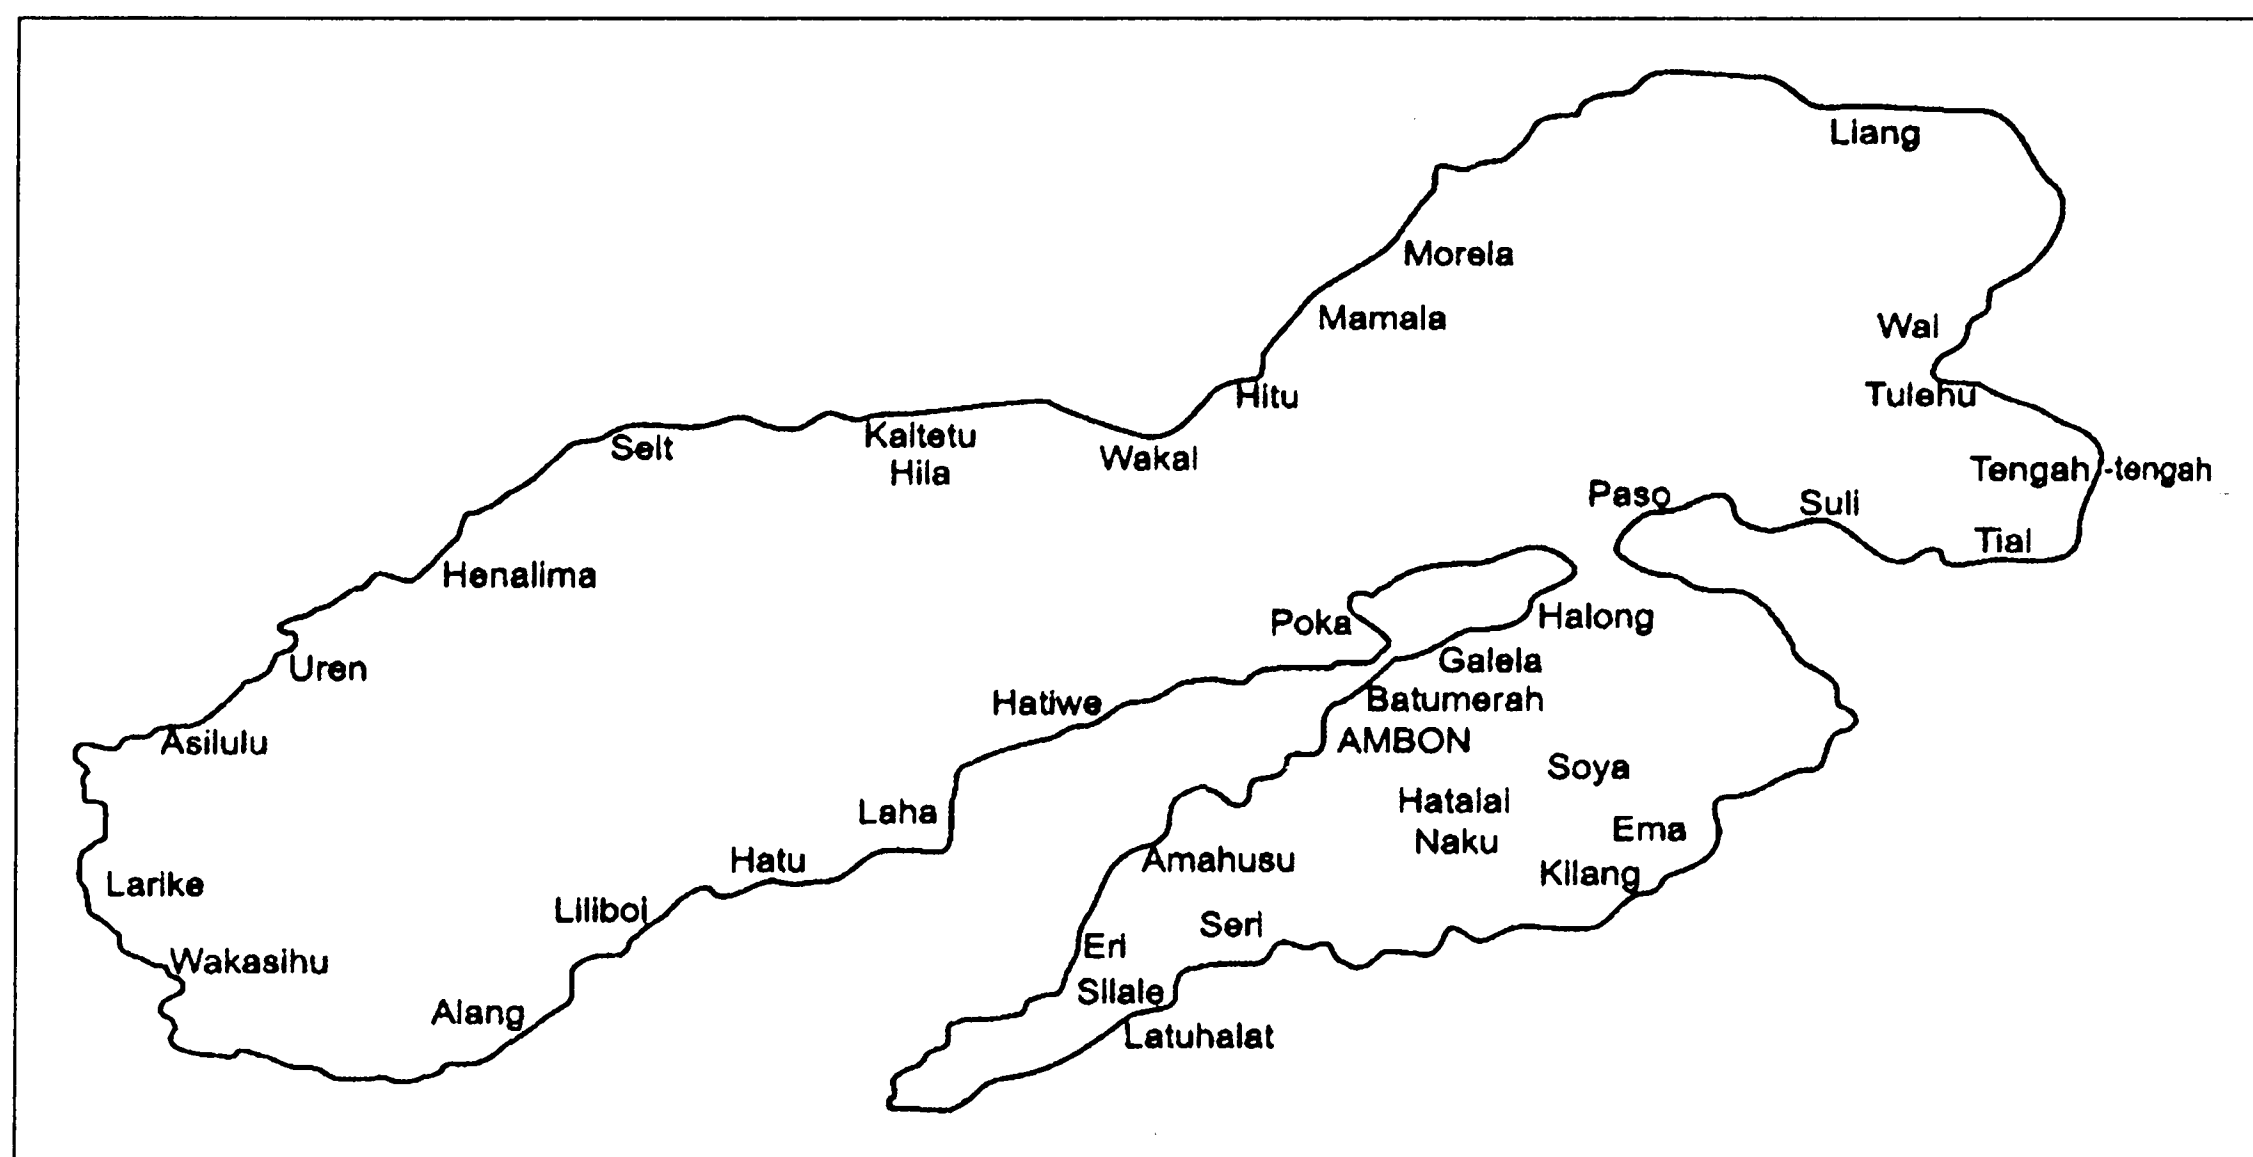 Liang
Morela
Mamala
Wai
Hitu
Tulehu
Seit
Kaitetu
Hila
Wakal
Tengah-tengah
Paso
Suli
Tial
Henalima
Poka
Halong
Uren
Galela
Hatiwe
Batumerah
Asilulu
AMBON
Soya
Laha
Hatalai
Naku
Ema
Hatu
Amahusu
Kilang
Larike
Liliboi
Seri
Eri
Wakasihu
Silale
Alang
Latuhalat